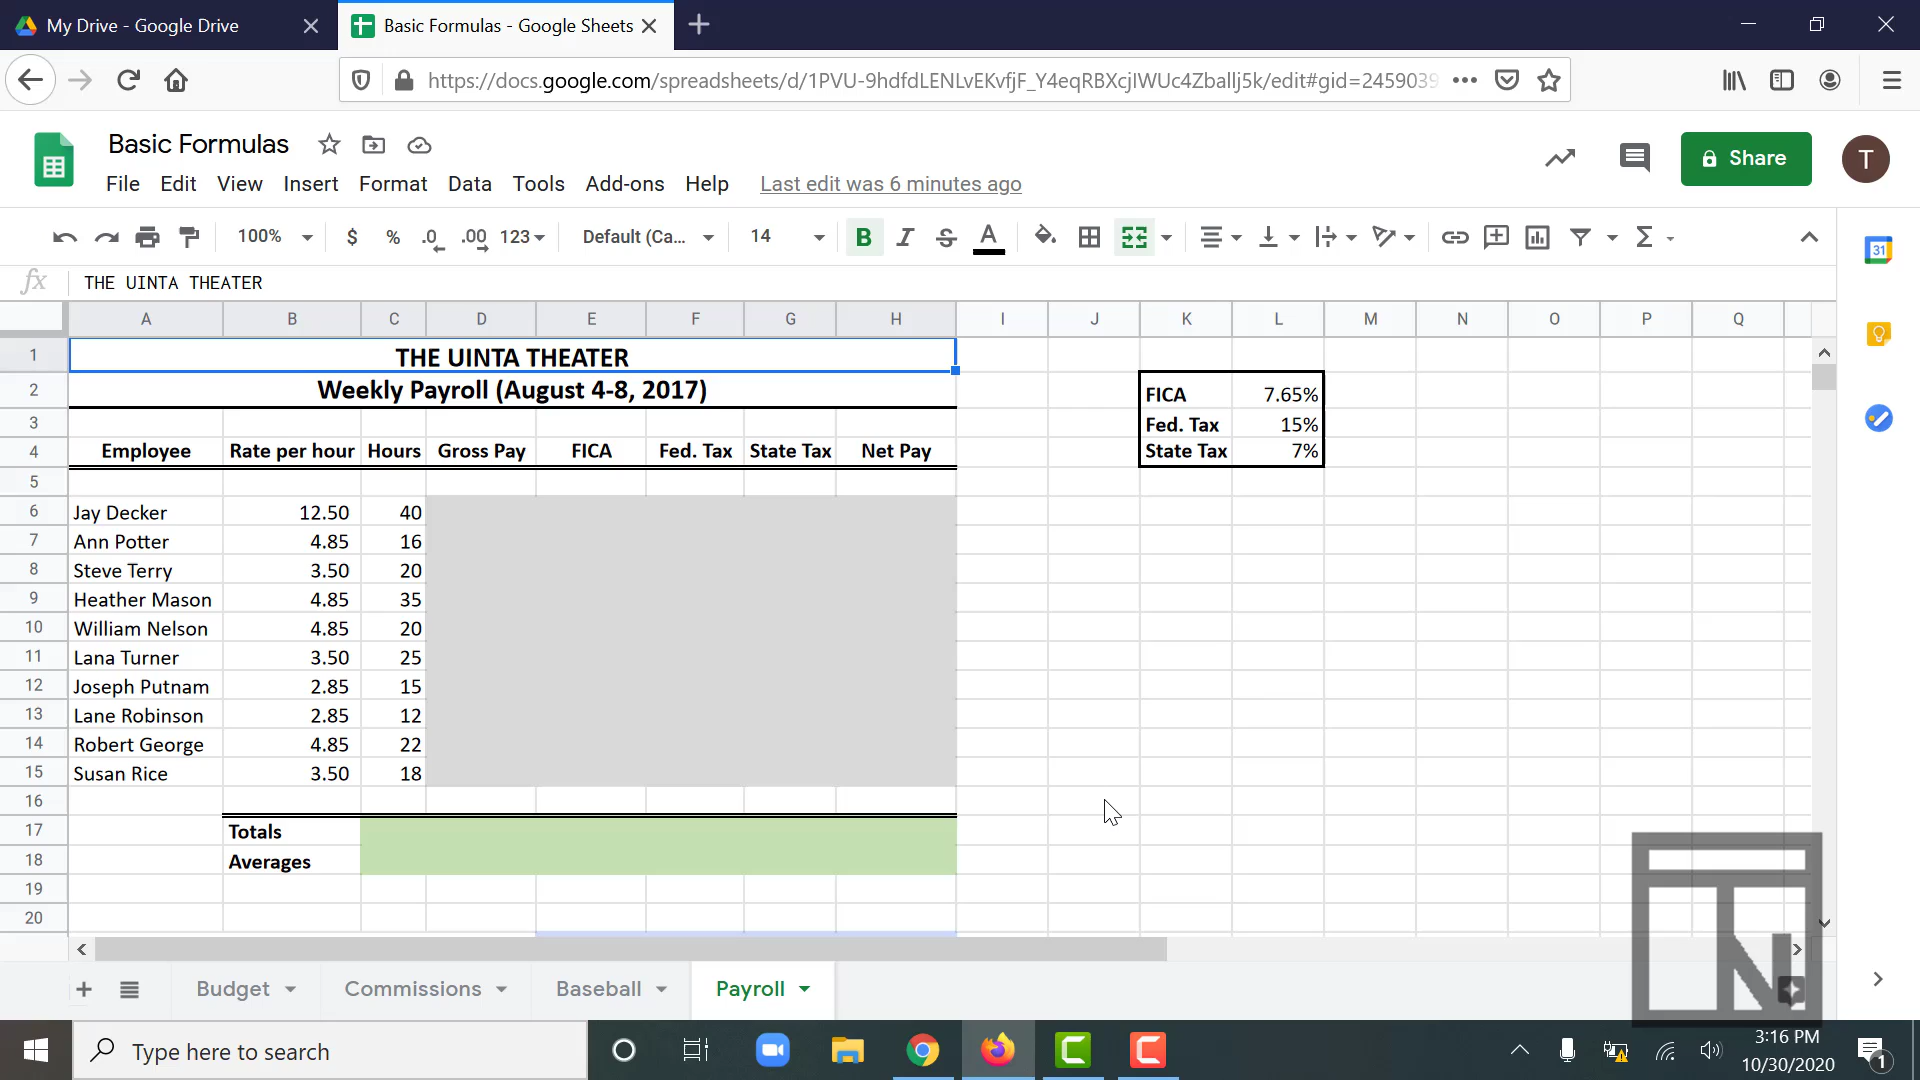 My Drive - Google Drive
Basic Formulas - Google Sheets
https://docs.google.com/spreadsheets/d/1PVU-9hdfdLENLvEKvfjF_Y4eqRBXcjIWUc4ZbaIlj5k/edit#gid=2459039
Basic Formulas
Share
T
File Edit View Insert Format Data Tools Add-ons Help Last edit was 6 minutes ago
100% $ % .0 .00 123 Default (Ca... 14 B I S A Σ
31
fx THE UINTA THEATER
A B C D E F G H I J K L M N O P Q
1 THE UINTA THEATER
2 Weekly Payroll (August 4-8, 2017) FICA 7.65%
3 Fed. Tax 15%
4 Employee Rate per hour Hours Gross Pay FICA Fed. Tax State Tax Net Pay State Tax 7%
5
6 Jay Decker 12.50 40
7 Ann Potter 4.85 16
8 Steve Terry 3.50 20
9 Heather Mason 4.85 35
10 William Nelson 4.85 20
11 Lana Turner 3.50 25
12 Joseph Putnam 2.85 15
13 Lane Robinson 2.85 12
14 Robert George 4.85 22
15 Susan Rice 3.50 18
16
17 Totals
18 Averages
19
20
Budget Commissions Baseball Payroll
TN
Type here to search
3:16 PM
10/30/2020
1